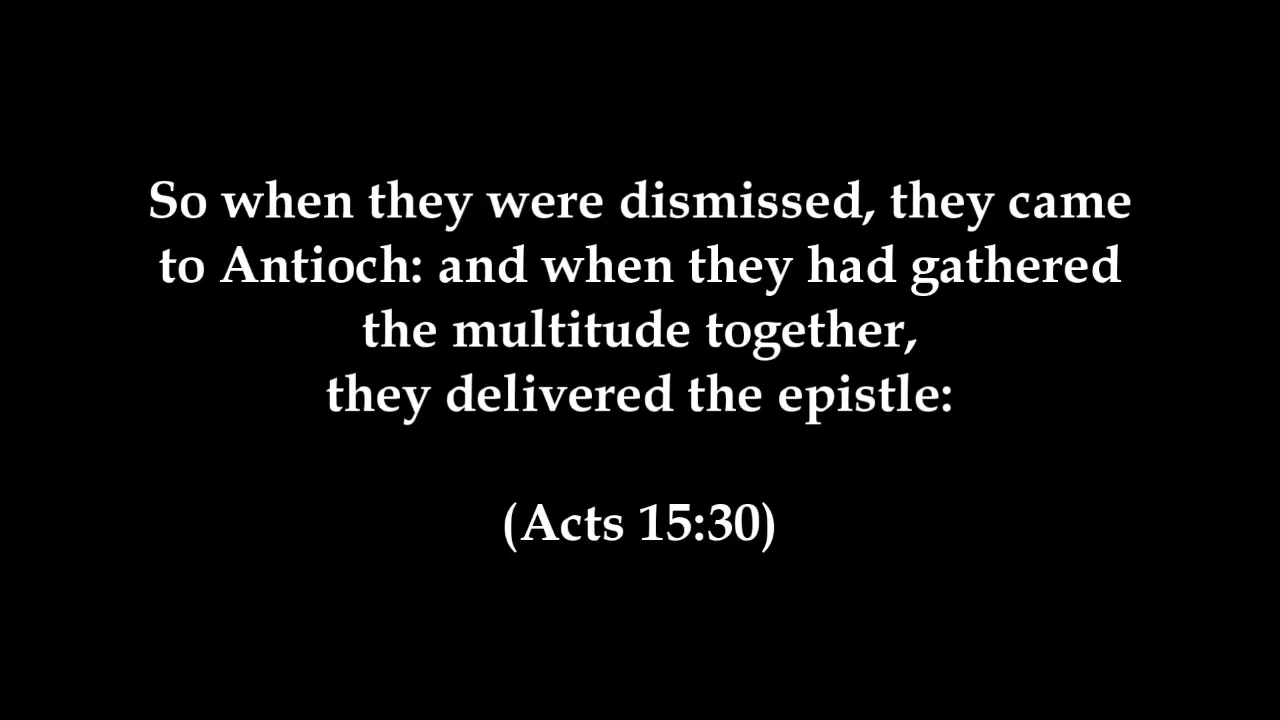 So when they were dismissed, they came
to Antioch: and when they had gathered
the multitude together,
they delivered the epistle:
(Acts 15:30)